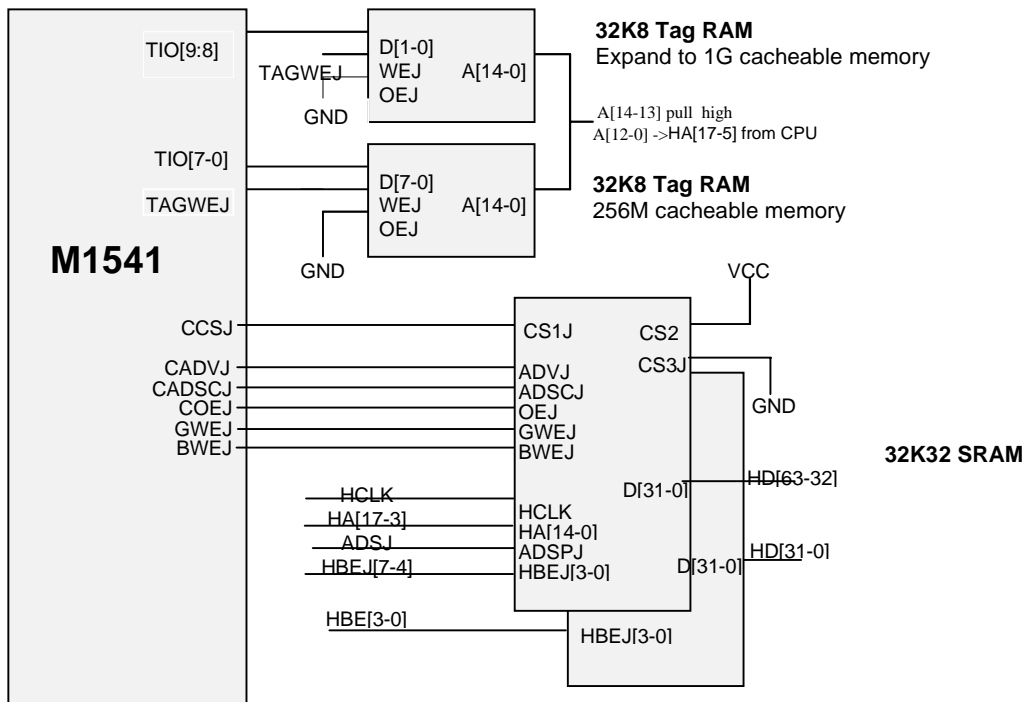 32K8 Tag RAM
Expand to 1G cacheable memory
TIO[9:8]
D[1-0]
TAGWEJ
WEJ
A[14-0]
OEJ
GND
A[14-13] pull high
A[12-0] ->HA[17-5] from CPU
TIO[7-0]
D[7-0]
32K8 Tag RAM
TAGWEJ
WEJ
A[14-0]
256M cacheable memory
OEJ
M1541
GND
VCC
CCSJ
CS1J
CS2
CS3J
CADVJ
ADVJ
CADSCJ
ADSCJ
COEJ
OEJ
GND
GWEJ
GWEJ
BWEJ
BWEJ
32K32 SRAM
HD[63-32]
D[31-0]
HCLK
HCLK
HA[17-3]
HA[14-0]
ADSJ
ADSPJ
HD[31-0]
D[31-0]
HBEJ[7-4]
HBEJ[3-0]
HBE[3-0]
HBEJ[3-0]